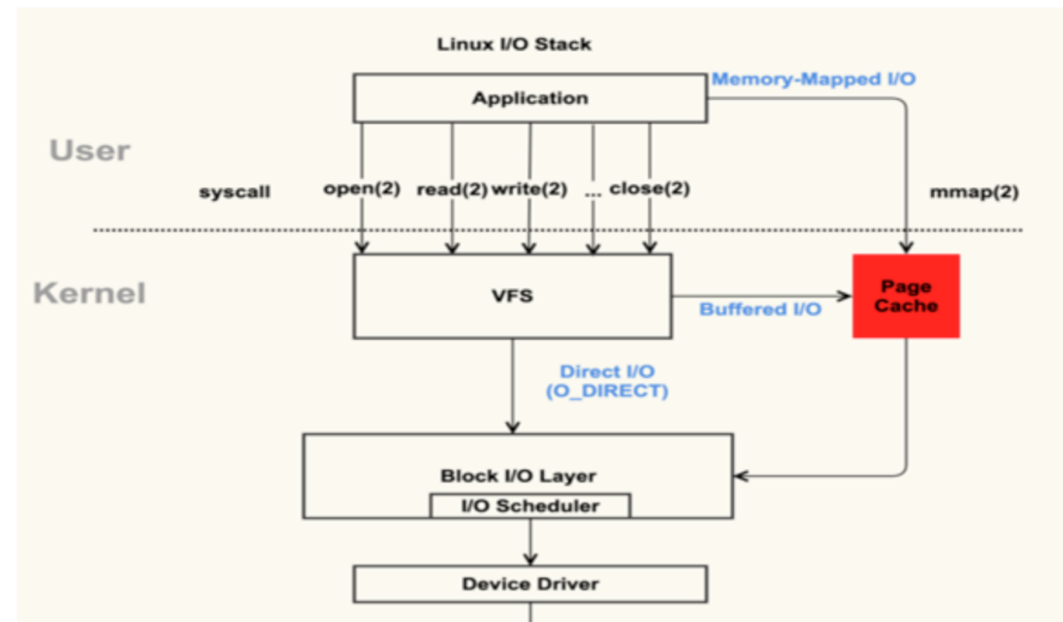 Linux I/O Stack
Application
Memory-Mapped I/O
User
syscall
open(2)
read(2)
write(2)
...
close(2)
mmap(2)
Kernel
VFS
Buffered I/O
Page
Cache
Direct I/O
(O_DIRECT)
Block I/O Layer
I/O Scheduler
Device Driver